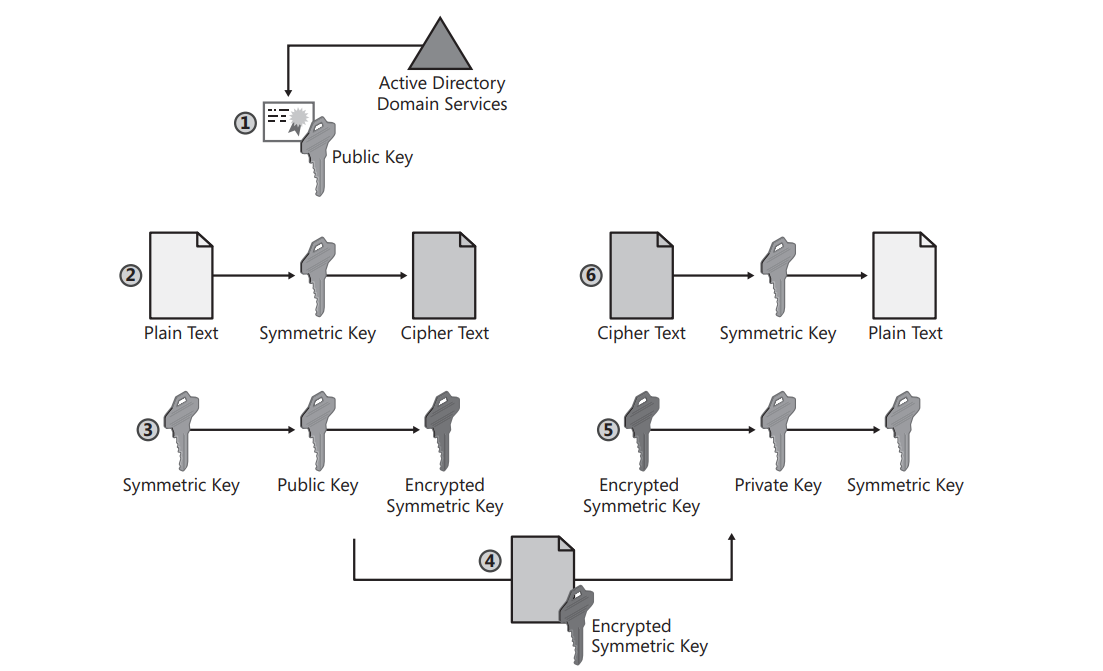 Active Directory
Domain Services
1
Public Key
2
Plain Text
Symmetric Key
Cipher Text
6
Cipher Text
Symmetric Key
Plain Text
3
Symmetric Key
Public Key
Encrypted
Symmetric Key
5
Encrypted
Symmetric Key
Private Key
Symmetric Key
4
Encrypted
Symmetric Key